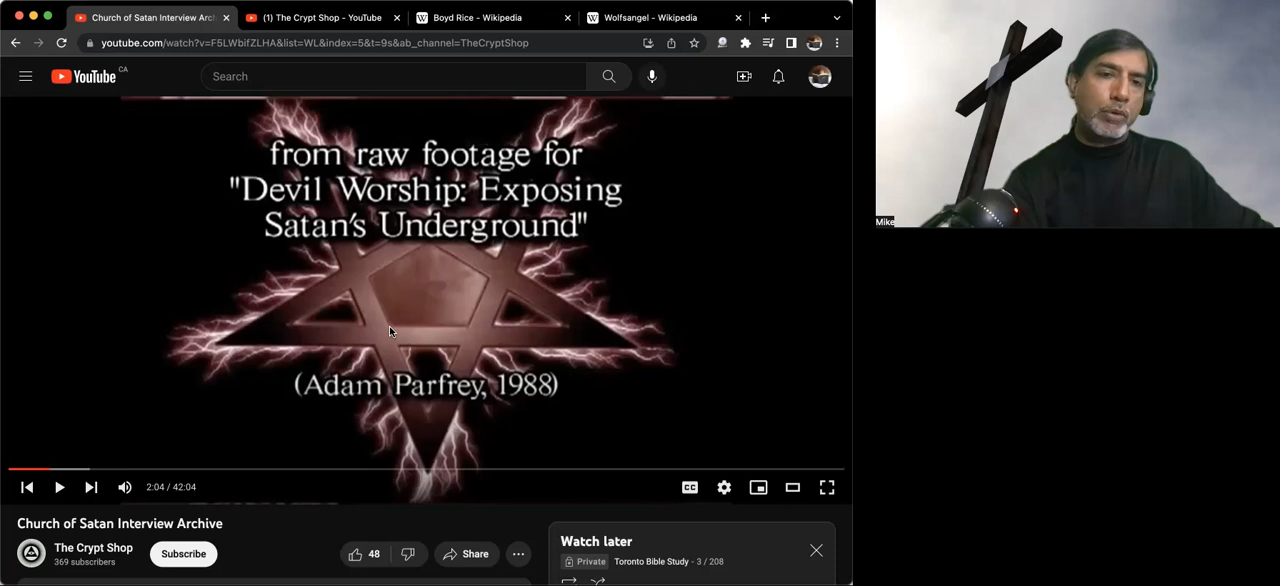 Church of Satan Interview Arc
(1) The Crypt Shop - YouTube
Boyd Rice - Wikipedia
Wolfsangel - Wikipedia
youtube.com/watch?v=F5LWbifZLHA&list=WL&index=5&t=9s&ab_channel=TheCryptShop
YouTube CA
Search
from raw footage for
"Devil Worship: Exposing
Satan's Underground"
(Adam Parfrey, 1988)
2:04 / 42:04
CC
Church of Satan Interview Archive
The Crypt Shop
369 subscribers
Subscribe
48
Share
Watch later
Private
Toronto Bible Study - 3 / 208
Mike